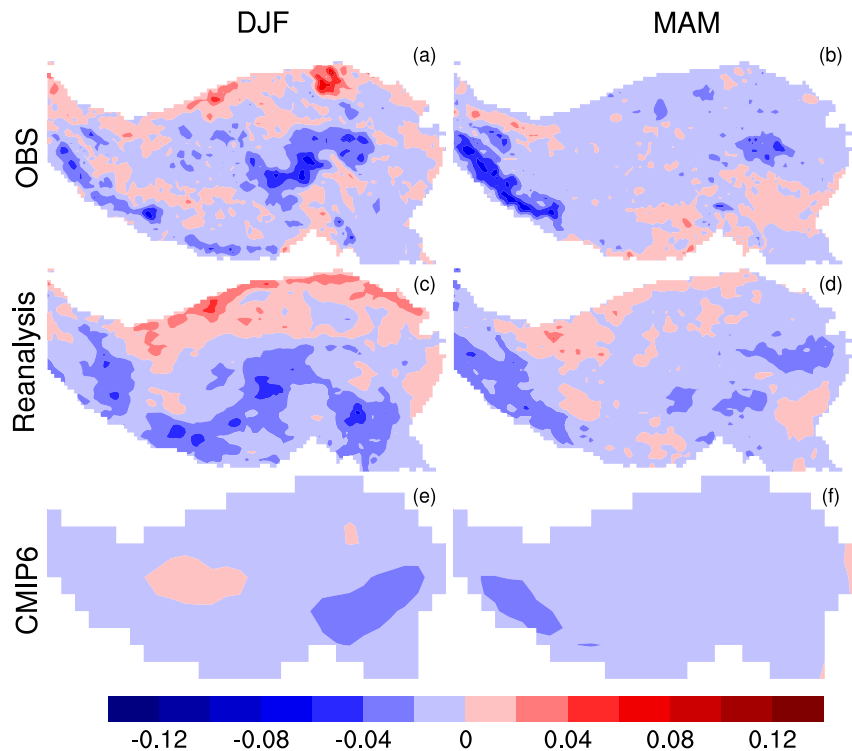 DJF MAM
(a) (b)
OBS
(c) (d)
Reanalysis
(e) (f)
CMIP6
-0.12 -0.08 -0.04 0 0.04 0.08 0.12